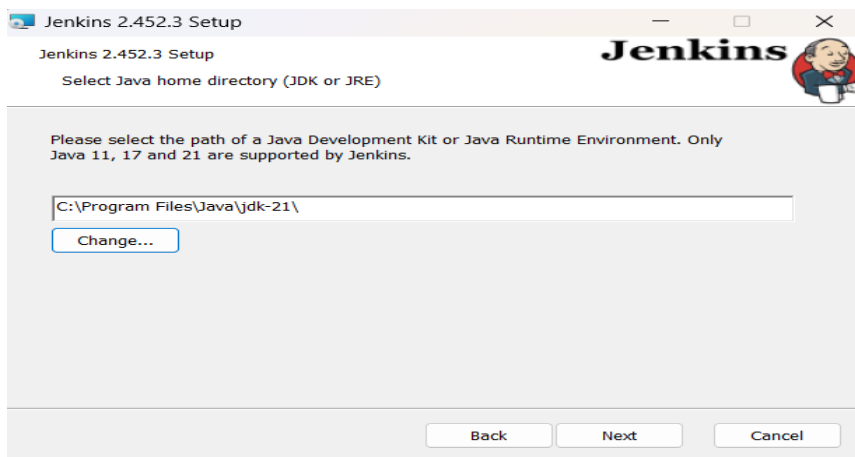 Jenkins 2.452.3 Setup
Jenkins 2.452.3 Setup
Jenkins
Select Java home directory (JDK or JRE)
Please select the path of a Java Development Kit or Java Runtime Environment. Only
Java 11, 17 and 21 are supported by Jenkins.
C:\Program Files\Java\jdk-21\
Change...
Back Next Cancel